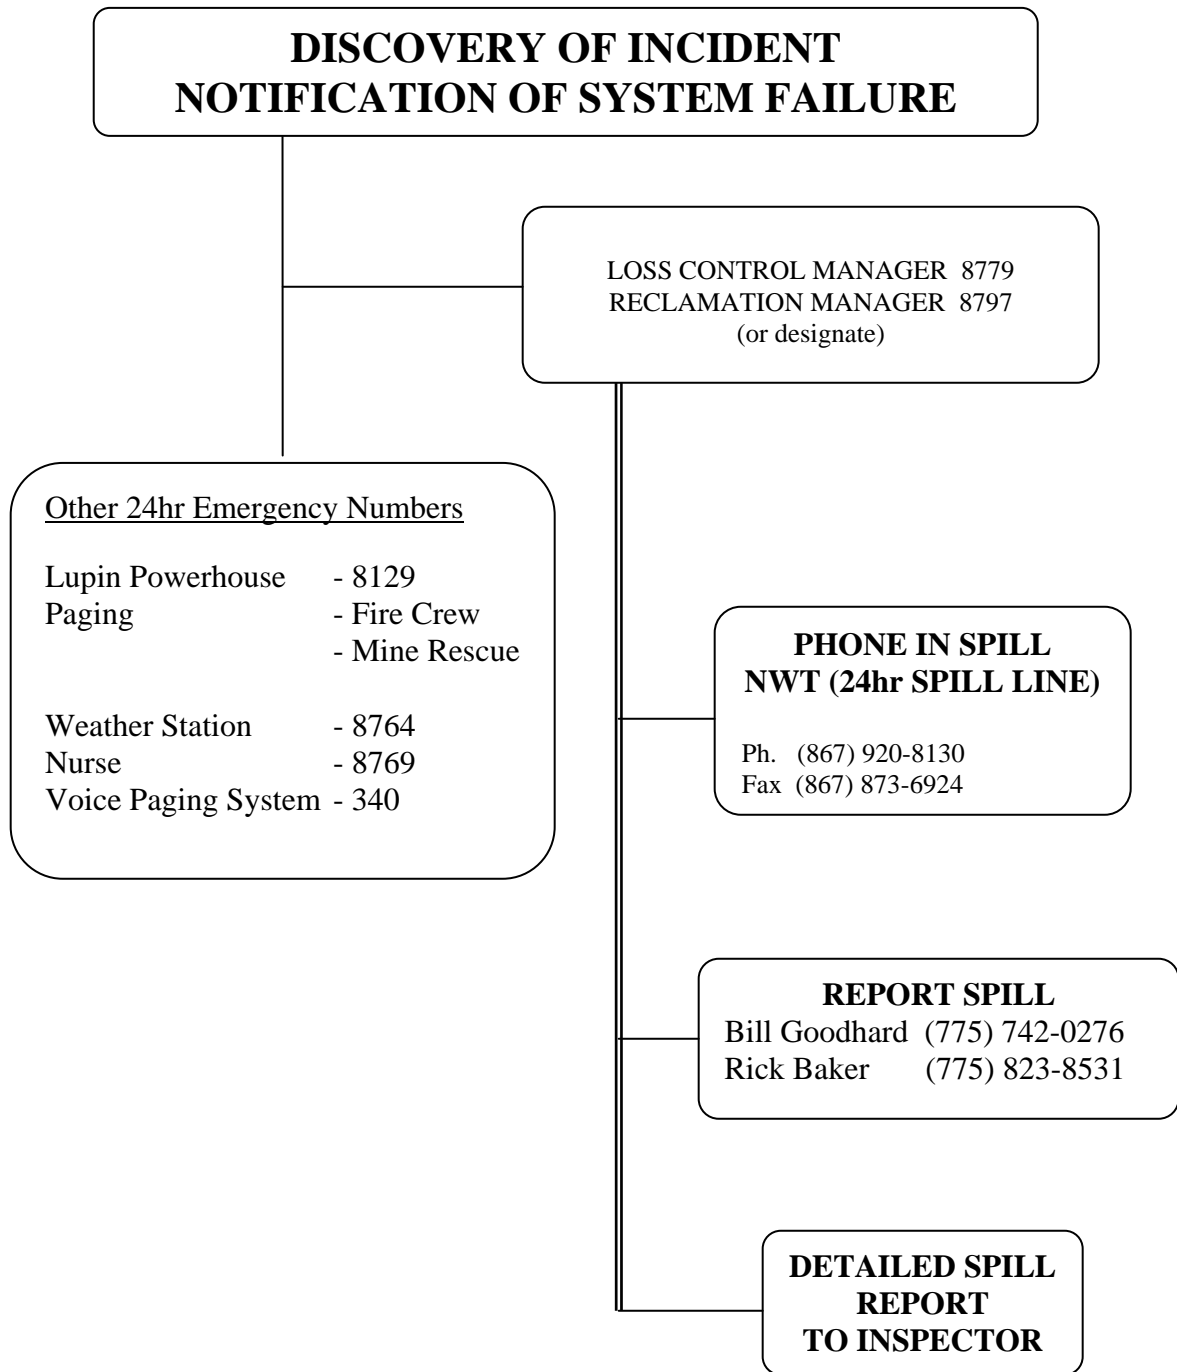 DISCOVERY OF INCIDENT
NOTIFICATION OF SYSTEM FAILURE
LOSS CONTROL MANAGER 8779
RECLAMATION MANAGER 8797
(or designate)
Other 24hr Emergency Numbers
Lupin Powerhouse - 8129
Paging - Fire Crew
- Mine Rescue
Weather Station - 8764
Nurse - 8769
Voice Paging System - 340
PHONE IN SPILL
NWT (24hr SPILL LINE)
Ph. (867) 920-8130
Fax (867) 873-6924
REPORT SPILL
Bill Goodhard (775) 742-0276
Rick Baker (775) 823-8531
DETAILED SPILL
REPORT
TO INSPECTOR